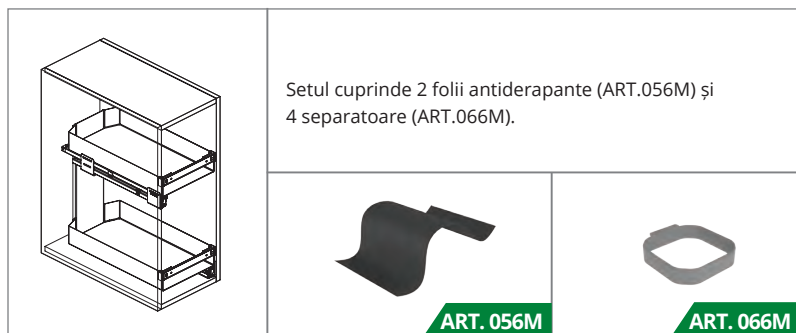 Setul cuprinde 2 folii antiderapante (ART.056M) și
4 separatoare (ART.066M).
ART. 056M
ART. 066M